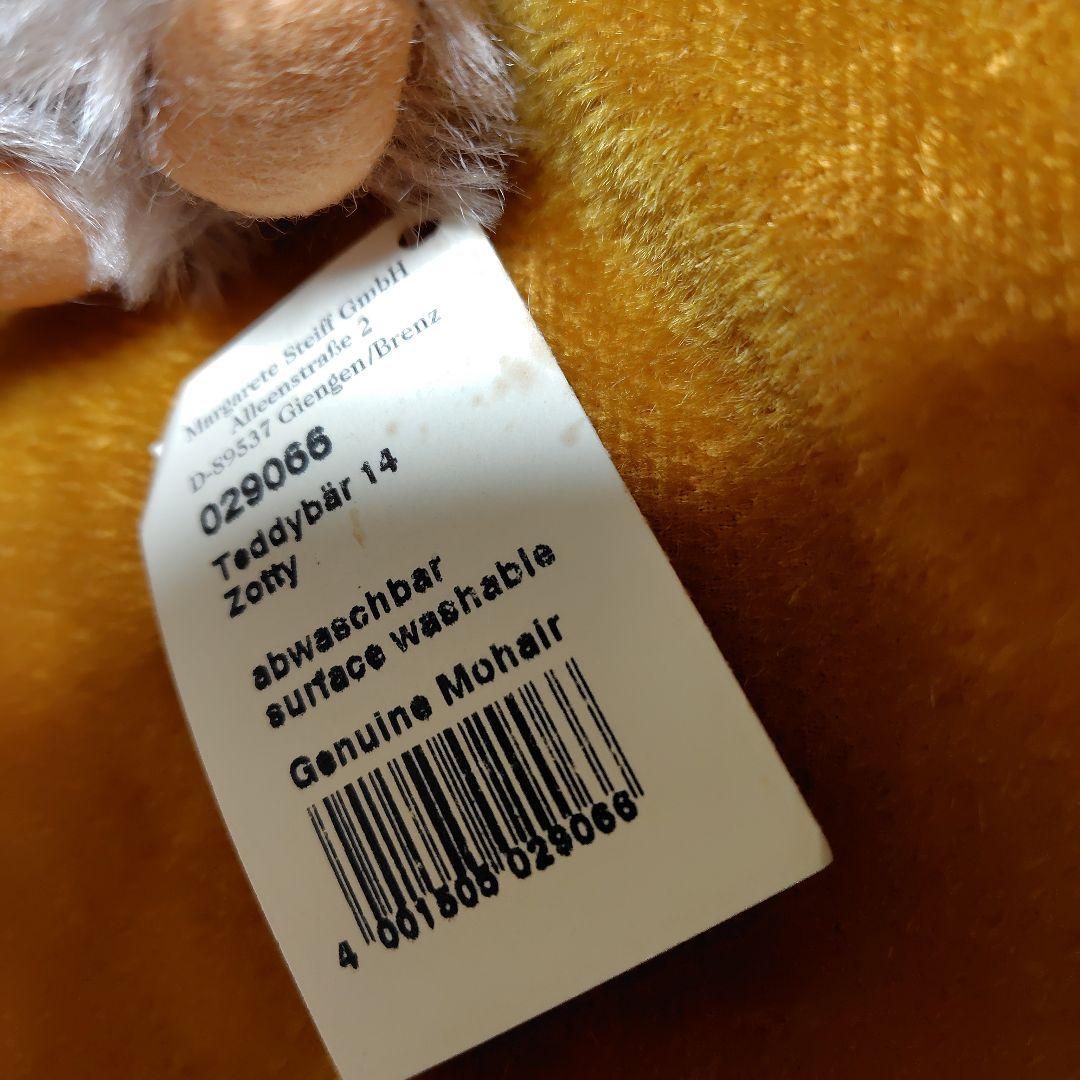 Margarete Steiff GmbH
Alleenstraße 2
D-89537 Giengen/Brenz
029066
Teddybär 14
Zotty
abwaschbar
surface washable
Genuine Mohair
4 001505 029066